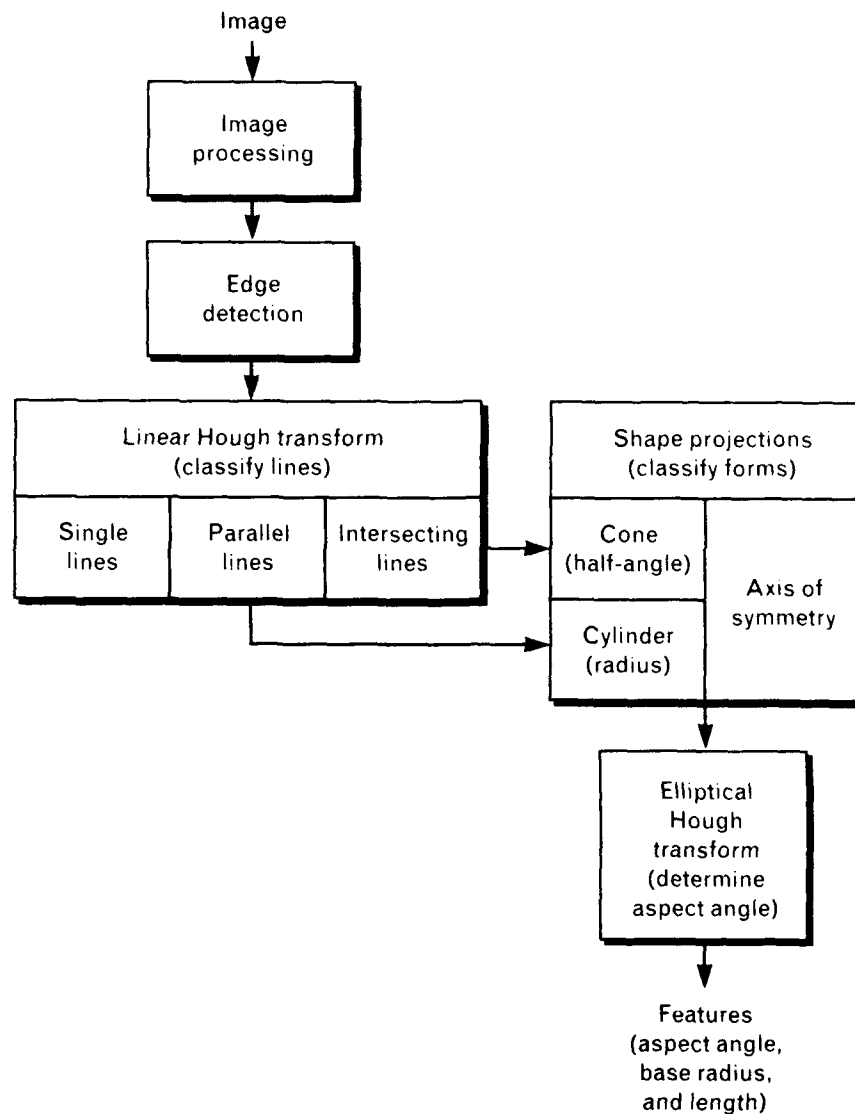 Image
Image
processing
Edge
detection
Linear Hough transform
(classify lines)
Single
lines
Parallel
lines
Intersecting
lines
Shape projections
(classify forms)
Cone
(half-angle)
Cylinder
(radius)
Axis of
symmetry
Elliptical
Hough
transform
(determine
aspect angle)
Features
(aspect angle,
base radius,
and length)